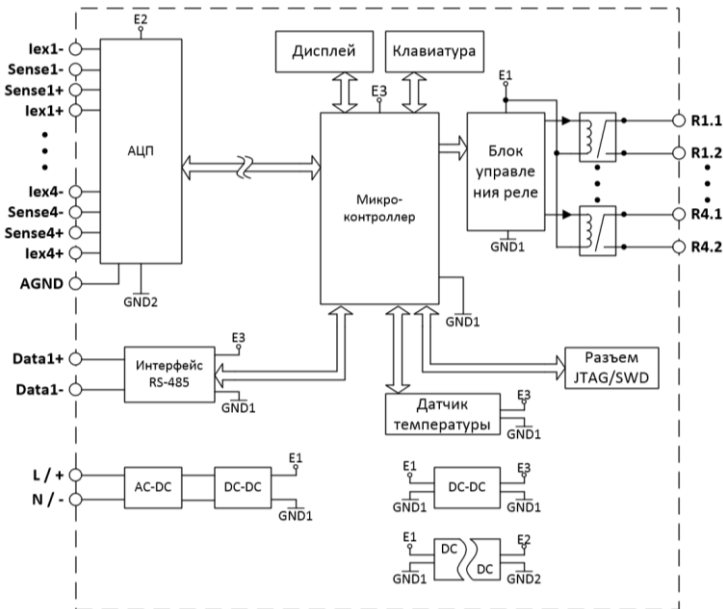 E2
Iex1-
Sense1-
Sense1+
Iex1+
Iex4-
Sense4-
Sense4+
Iex4+
AGND
АЦП
GND2
Дисплей
Клавиатура
E3
Микро-
контроллер
GND1
E1
Блок
управле
ния реле
GND1
R1.1
R1.2
R4.1
R4.2
Data1+
Data1-
Интерфейс
RS-485
E3
GND1
Разъем
JTAG/SWD
Датчик
температуры
E3
GND1
L / +
N / -
AC-DC
DC-DC
E1
GND1
E1
GND1
DC-DC
E3
GND1
E1
GND1
DC
DC
E2
GND2